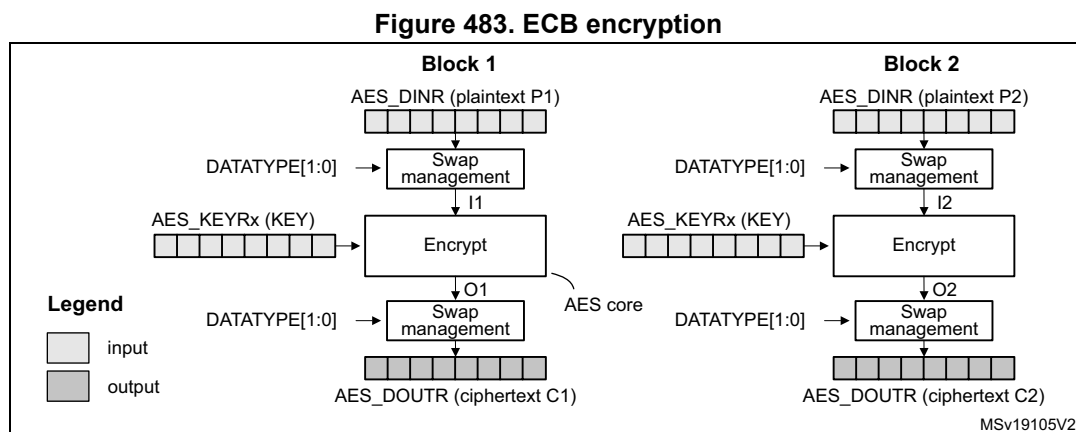 Figure 483. ECB encryption
Block 1
Block 2
AES_DINR (plaintext P1)
AES_DINR (plaintext P2)
DATATYPE[1:0]
Swap
management
DATATYPE[1:0]
Swap
management
I1
I2
AES_KEYRx (KEY)
Encrypt
AES_KEYRx (KEY)
Encrypt
O1
O2
AES core
Legend
DATATYPE[1:0]
Swap
management
DATATYPE[1:0]
Swap
management
input
output
AES_DOUTR (ciphertext C1)
AES_DOUTR (ciphertext C2)
MSv19105V2